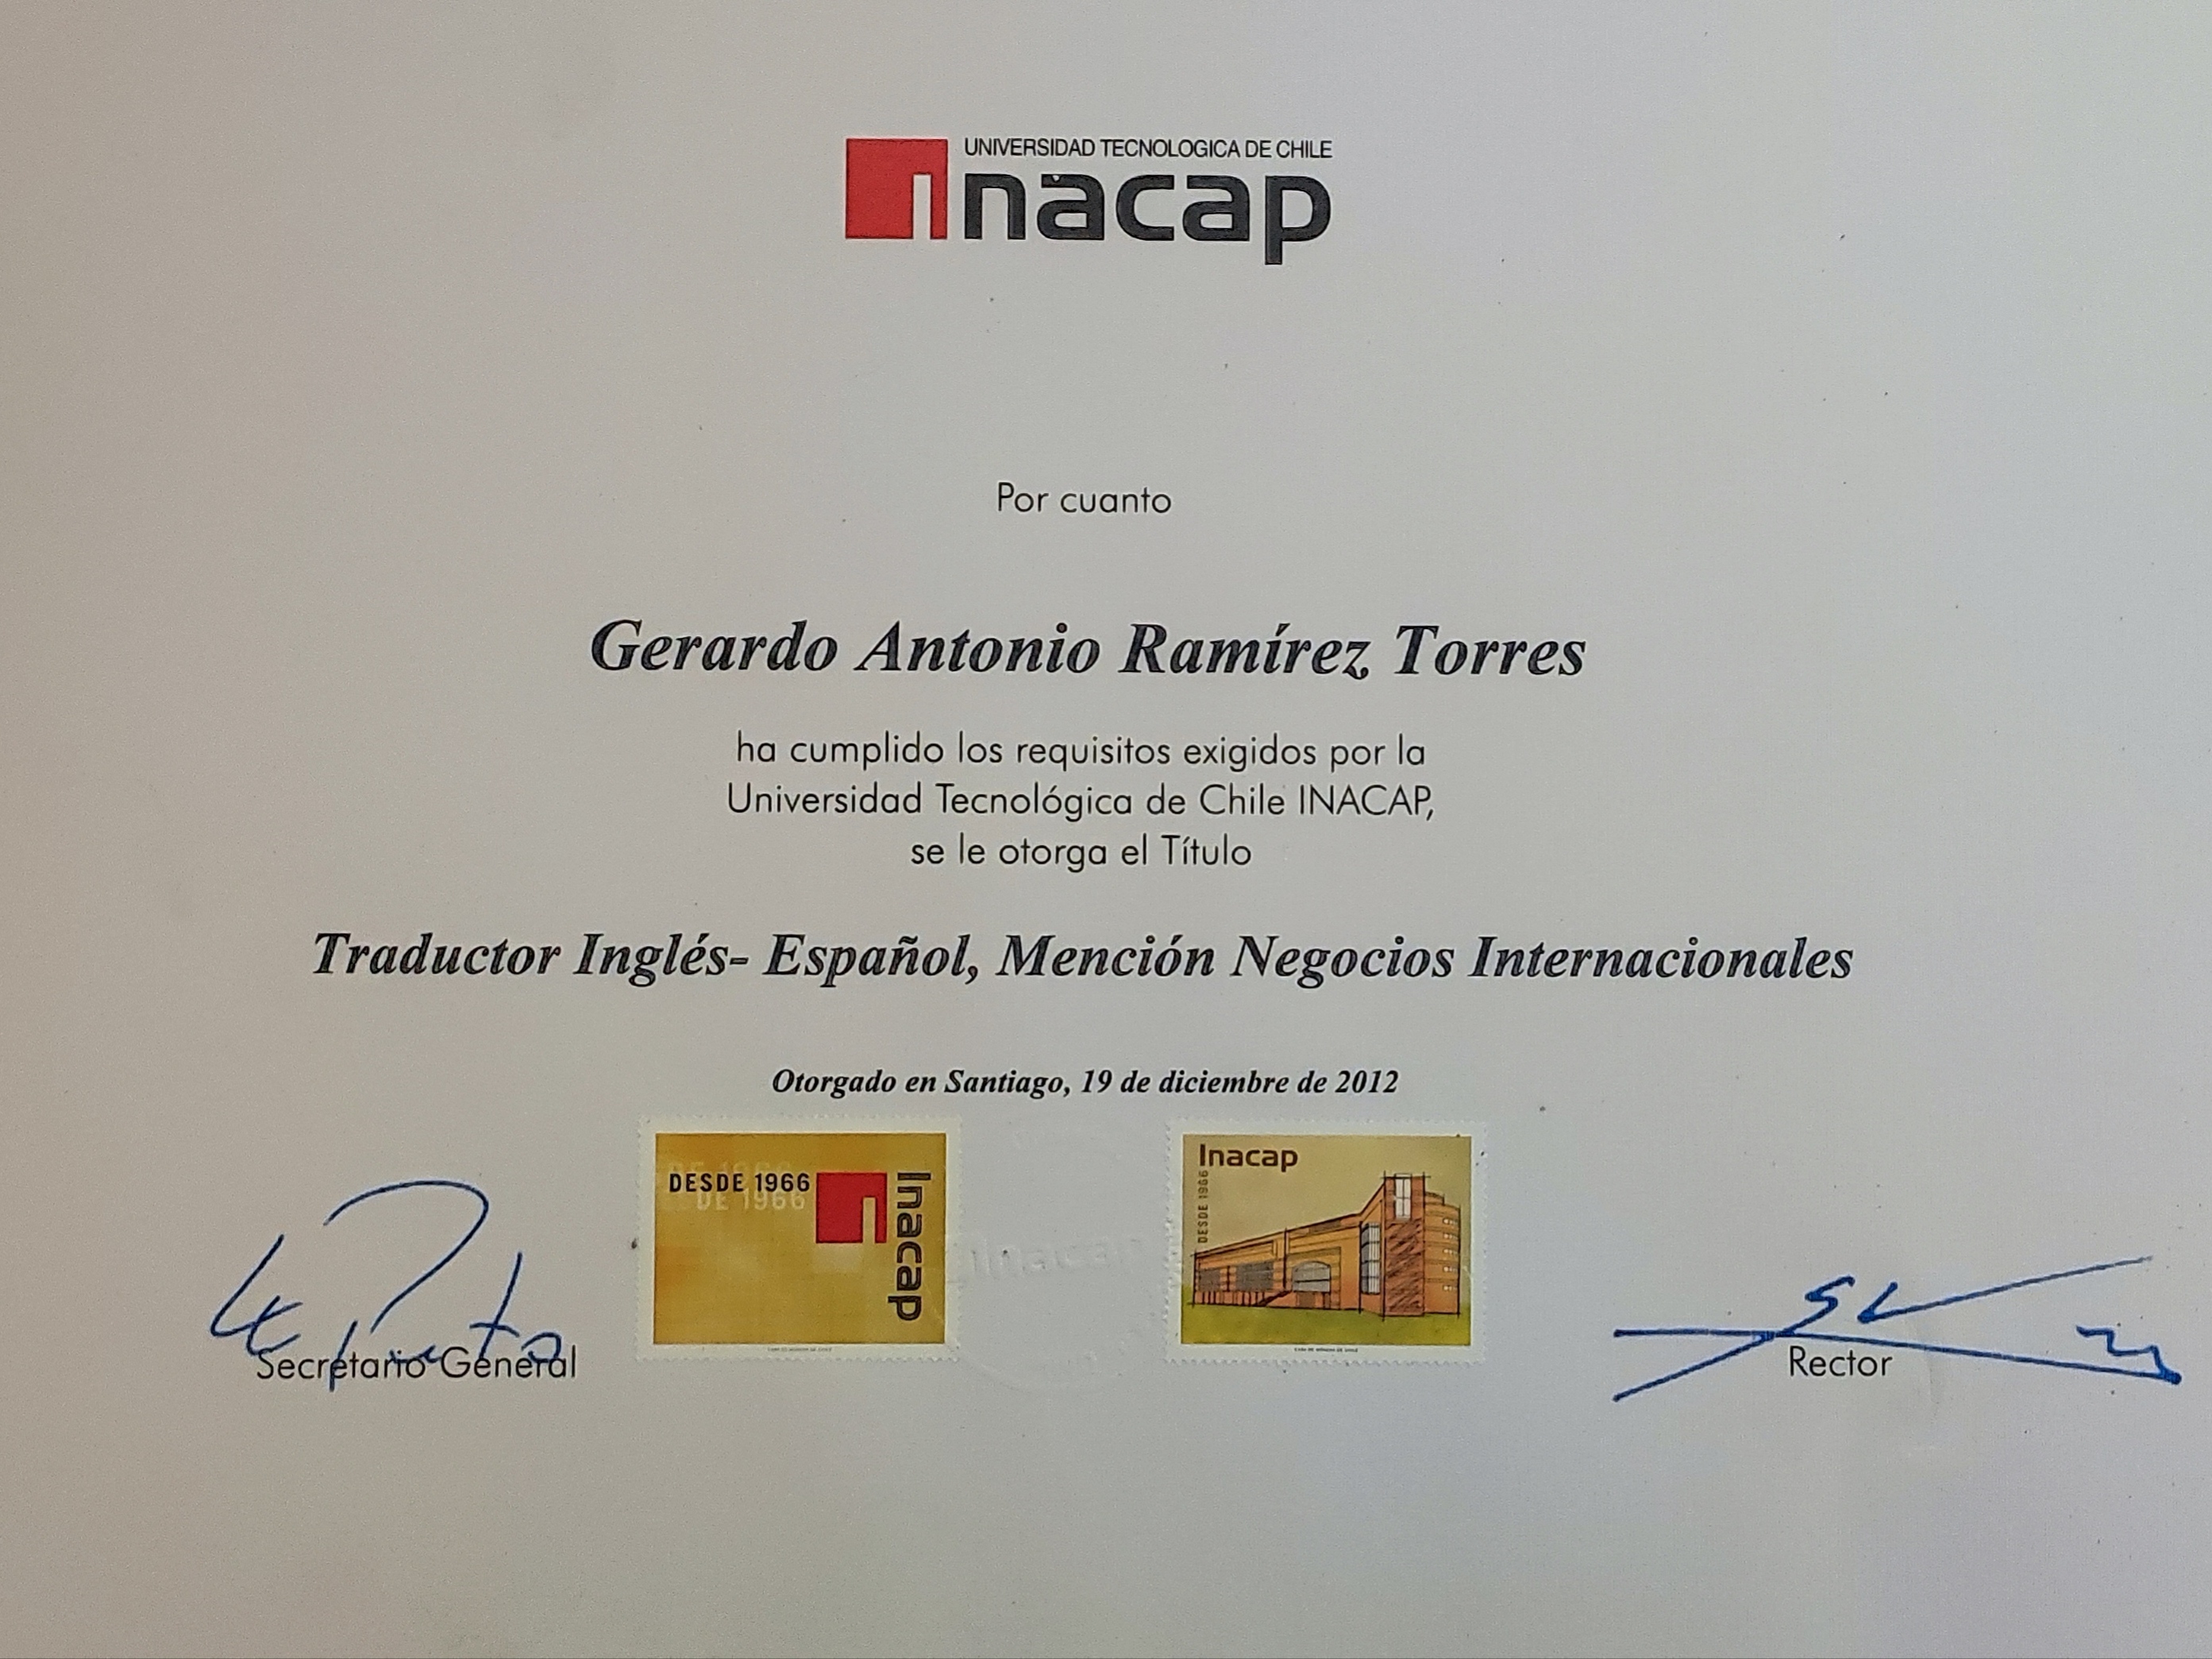 UNIVERSIDAD TECNOLOGICA DE CHILE
Inacap
Por cuanto
Gerardo Antonio Ramírez Torres
ha cumplido los requisitos exigidos por la
Universidad Tecnológica de Chile INACAP,
se le otorga el Título
Traductor Inglés- Español, Mención Negocios Internacionales
Otorgado en Santiago, 19 de diciembre de 2012
DESDE 1966
DE 1966
Inacap
Inacap
DESDE 1966
Secretario General
Rector